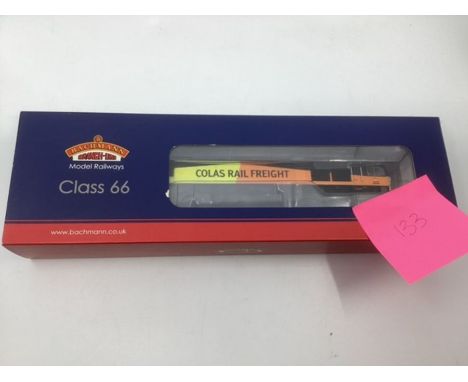 BACHMANN
BRANCH-LINE
Model Railways
Class 66
COLAS RAIL FREIGHT
www.bachmann.co.uk
133